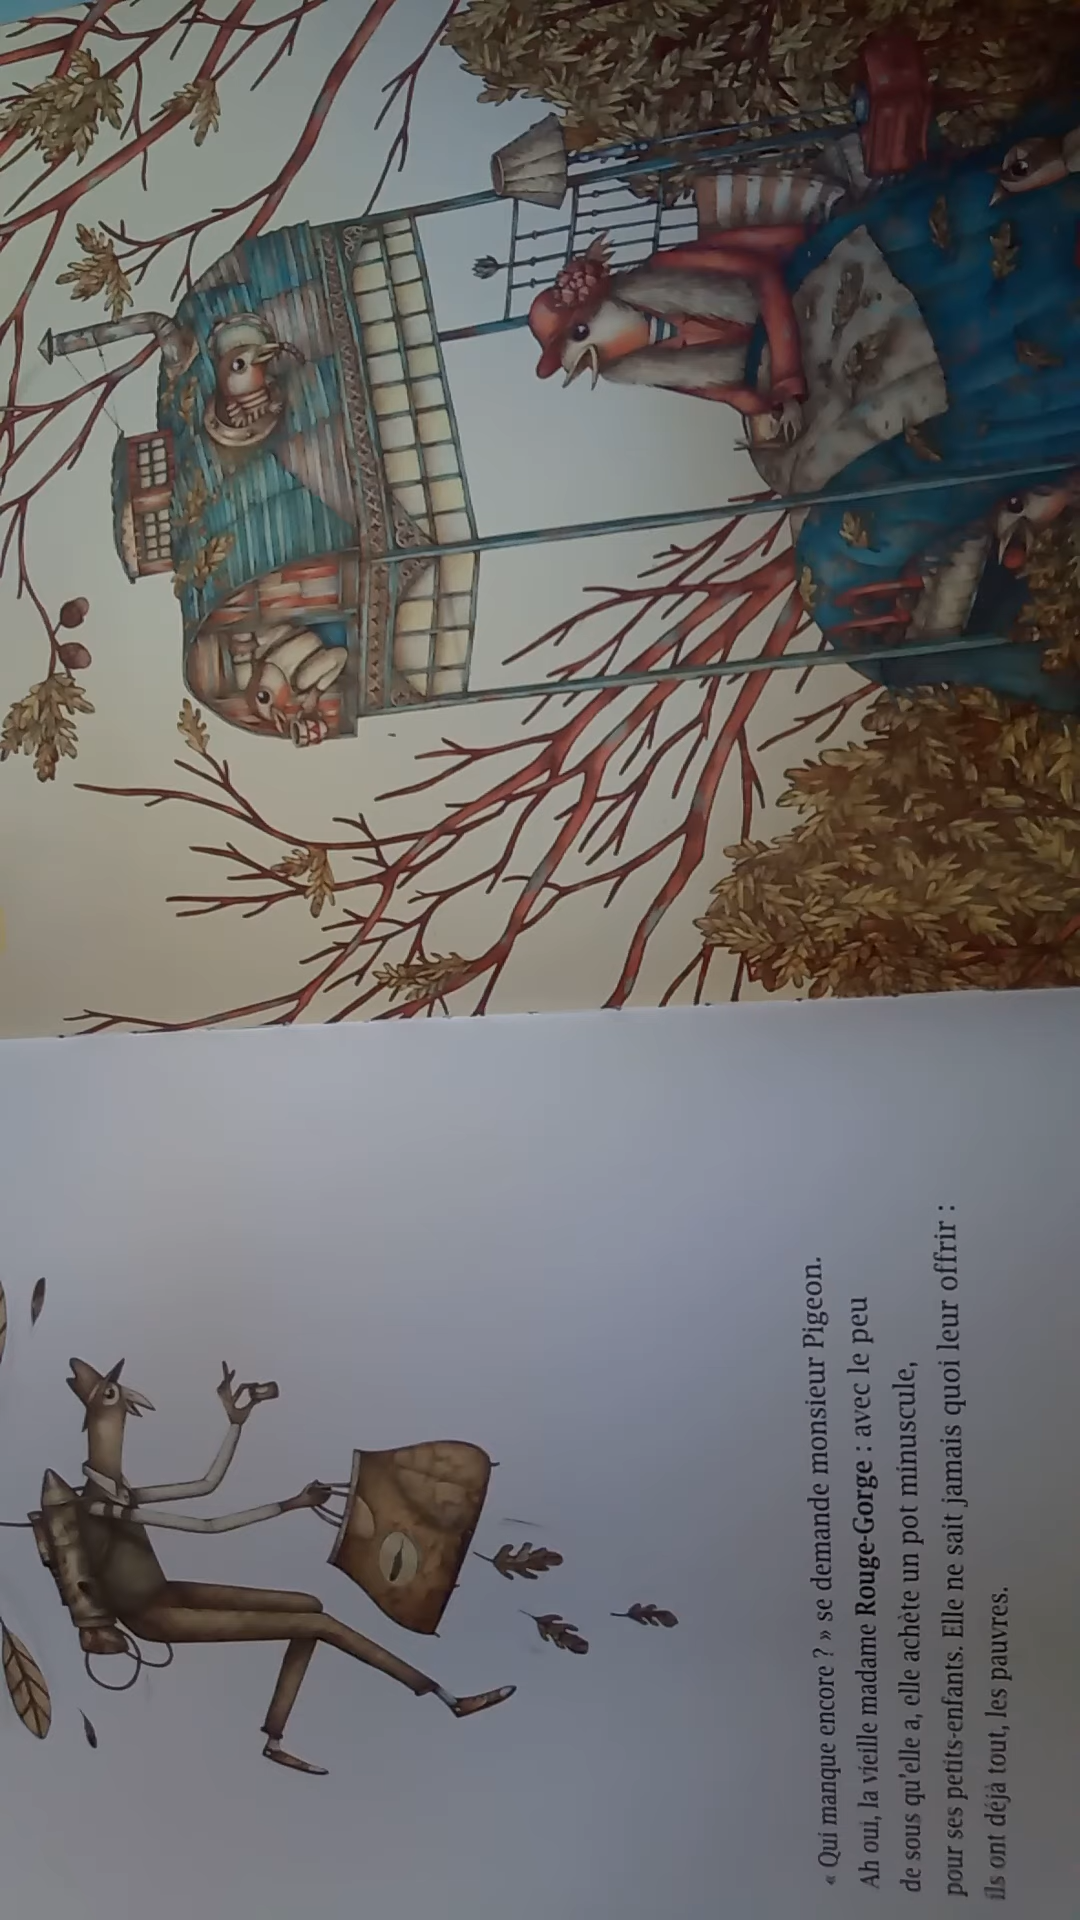 « Qui manque encore ? » se demande monsieur Pigeon.
Ah oui, la vieille madame Rouge-Gorge : avec le peu
de sous qu'elle a, elle achète un pot minuscule,
pour ses petits-enfants. Elle ne sait jamais quoi leur offrir :
ils ont déjà tout, les pauvres.